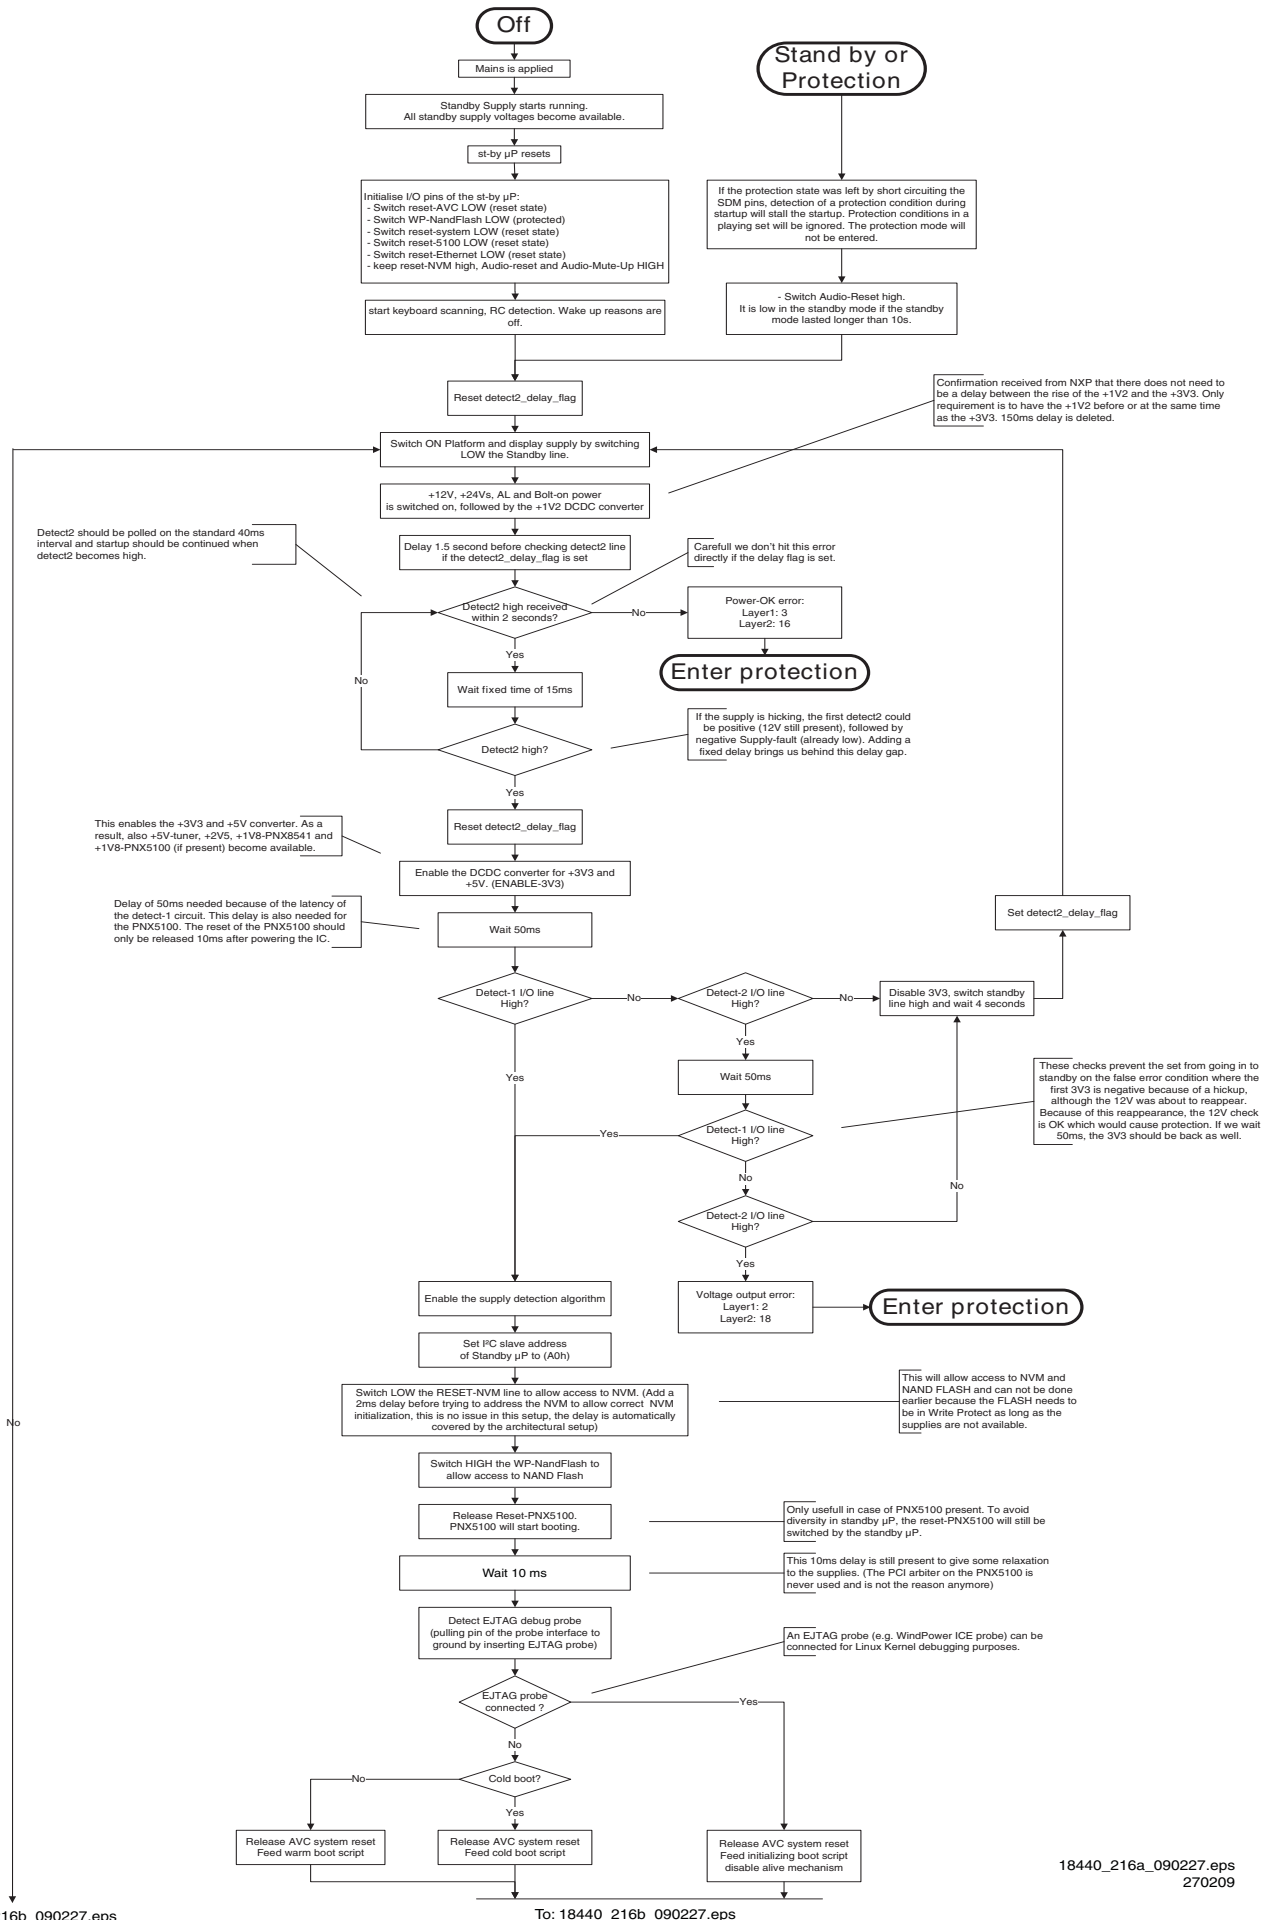 Off
Mains is applied
Standby Supply starts running.
All standby supply voltages become available.
st-by µP resets
Initialise I/O pins of the st-by µP:
- Switch reset-AVC LOW (reset state)
- Switch WP-NandFlash LOW (protected)
- Switch reset-system LOW (reset state)
- Switch reset-5100 LOW (reset state)
- Switch reset-Ethernet LOW (reset state)
- keep reset-NVM high, Audio-reset and Audio-Mute-Up HIGH
start keyboard scanning, RC detection. Wake up reasons are
off.
Stand by or
Protection
If the protection state was left by short circuiting the
SDM pins, detection of a protection condition during
startup will stall the startup. Protection conditions in a
playing set will be ignored. The protection mode will
not be entered.
- Switch Audio-Reset high.
It is low in the standby mode if the standby
mode lasted longer than 10s.
Reset detect2_delay_flag
Confirmation received from NXP that there does not need to
be a delay between the rise of the +1V2 and the +3V3. Only
requirement is to have the +1V2 before or at the same time
as the +3V3. 150ms delay is deleted.
Switch ON Platform and display supply by switching
LOW the Standby line.
+12V, +24Vs, AL and Bolt-on power
is switched on, followed by the +1V2 DCDC converter
Detect2 should be polled on the standard 40ms
interval and startup should be continued when
detect2 becomes high.
Delay 1.5 second before checking detect2 line
if the detect2_delay_flag is set
Carefull we don't hit this error
directly if the delay flag is set.
Detect2 high received
within 2 seconds?
No
Power-OK error:
Layer1: 3
Layer2: 16
Yes
Enter protection
No
Wait fixed time of 15ms
If the supply is hicking, the first detect2 could
be positive (12V still present), followed by
negative Supply-fault (already low). Adding a
fixed delay brings us behind this delay gap.
Detect2 high?
Yes
This enables the +3V3 and +5V converter. As a
result, also +5V-tuner, +2V5, +1V8-PNX8541 and
+1V8-PNX5100 (if present) become available.
Reset detect2_delay_flag
Enable the DCDC converter for +3V3 and
+5V. (ENABLE-3V3)
Delay of 50ms needed because of the latency of
the detect-1 circuit. This delay is also needed for
the PNX5100. The reset of the PNX5100 should
only be released 10ms after powering the IC.
Wait 50ms
Set detect2_delay_flag
Detect-1 I/O line
High?
No
Detect-2 I/O line
High?
No
Disable 3V3, switch standby
line high and wait 4 seconds
Yes
Yes
Wait 50ms
These checks prevent the set from going in to
standby on the false error condition where the
first 3V3 is negative because of a hickup,
although the 12V was about to reappear.
Because of this reappearance, the 12V check
is OK which would cause protection. If we wait
50ms, the 3V3 should be back as well.
Yes
Detect-1 I/O line
High?
No
No
Detect-2 I/O line
High?
Yes
Enable the supply detection algorithm
Voltage output error:
Layer1: 2
Layer2: 18
Enter protection
Set I²C slave address
of Standby µP to (A0h)
Switch LOW the RESET-NVM line to allow access to NVM. (Add a
2ms delay before trying to address the NVM to allow correct NVM
initialization, this is no issue in this setup, the delay is automatically
covered by the architectural setup)
This will allow access to NVM and
NAND FLASH and can not be done
earlier because the FLASH needs to
be in Write Protect as long as the
supplies are not available.
No
Switch HIGH the WP-NandFlash to
allow access to NAND Flash
Release Reset-PNX5100.
PNX5100 will start booting.
Only usefull in case of PNX5100 present. To avoid
diversity in standby µP, the reset-PNX5100 will still be
switched by the standby µP.
Wait 10 ms
This 10ms delay is still present to give some relaxation
to the supplies. (The PCI arbiter on the PNX5100 is
never used and is not the reason anymore)
Detect EJTAG debug probe
(pulling pin of the probe interface to
ground by inserting EJTAG probe)
An EJTAG probe (e.g. WindPower ICE probe) can be
connected for Linux Kernel debugging purposes.
EJTAG probe
connected ?
Yes
No
Cold boot?
No
Yes
Release AVC system reset
Feed warm boot script
Release AVC system reset
Feed cold boot script
Release AVC system reset
Feed initializing boot script
disable alive mechanism
18440_216a_090227.eps
270209
16b_090227.eps
To: 18440_216b_090227.eps